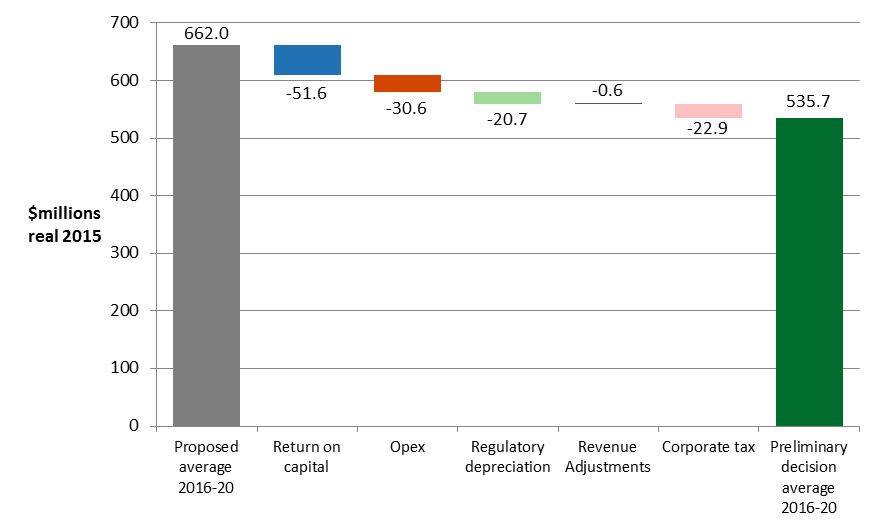 700
662.0
600
-51.6
-30.6
-20.7
-0.6
-22.9
535.7
500
400
$millions
real 2015
300
200
100
0
Proposed
average
2016-20
Return on
capital
Opex
Regulatory
depreciation
Revenue
Adjustments
Corporate tax
Preliminary
decision
average
2016-20